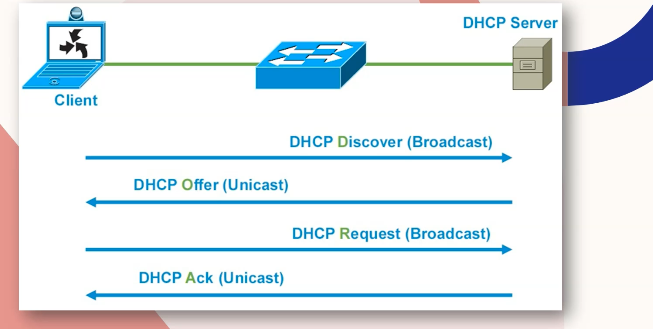 DHCP Server
Client
DHCP Discover (Broadcast)
DHCP Offer (Unicast)
DHCP Request (Broadcast)
DHCP Ack (Unicast)